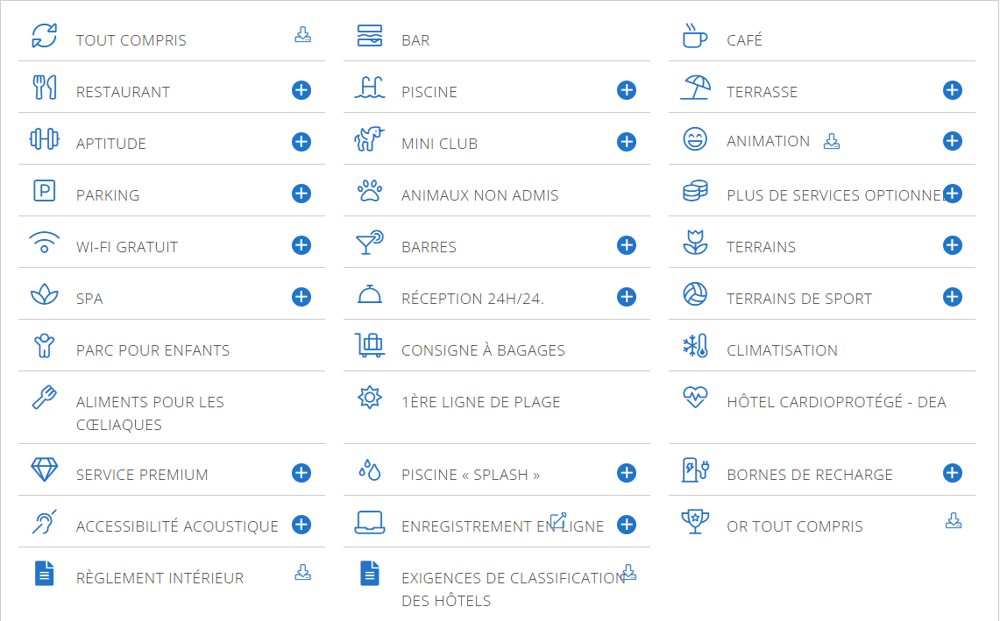 TOUT COMPRIS
BAR
CAFÉ
RESTAURANT
PISCINE
TERRASSE
APTITUDE
MINI CLUB
ANIMATION
P
PARKING
ANIMAUX NON ADMIS
PLUS DE SERVICES OPTIONNE
WI-FI GRATUIT
BARRES
TERRAINS
SPA
RÉCEPTION 24H/24.
TERRAINS DE SPORT
PARC POUR ENFANTS
CONSIGNE À BAGAGES
CLIMATISATION
ALIMENTS POUR LES
CŒLIAQUES
1ÈRE LIGNE DE PLAGE
HÔTEL CARDIOPROTÉGÉ - DEA
SERVICE PREMIUM
PISCINE « SPLASH »
BORNES DE RECHARGE
ACCESSIBILITÉ ACOUSTIQUE
ENREGISTREMENT EN LIGNE
OR TOUT COMPRIS
RÈGLEMENT INTÉRIEUR
EXIGENCES DE CLASSIFICATION
DES HÔTELS